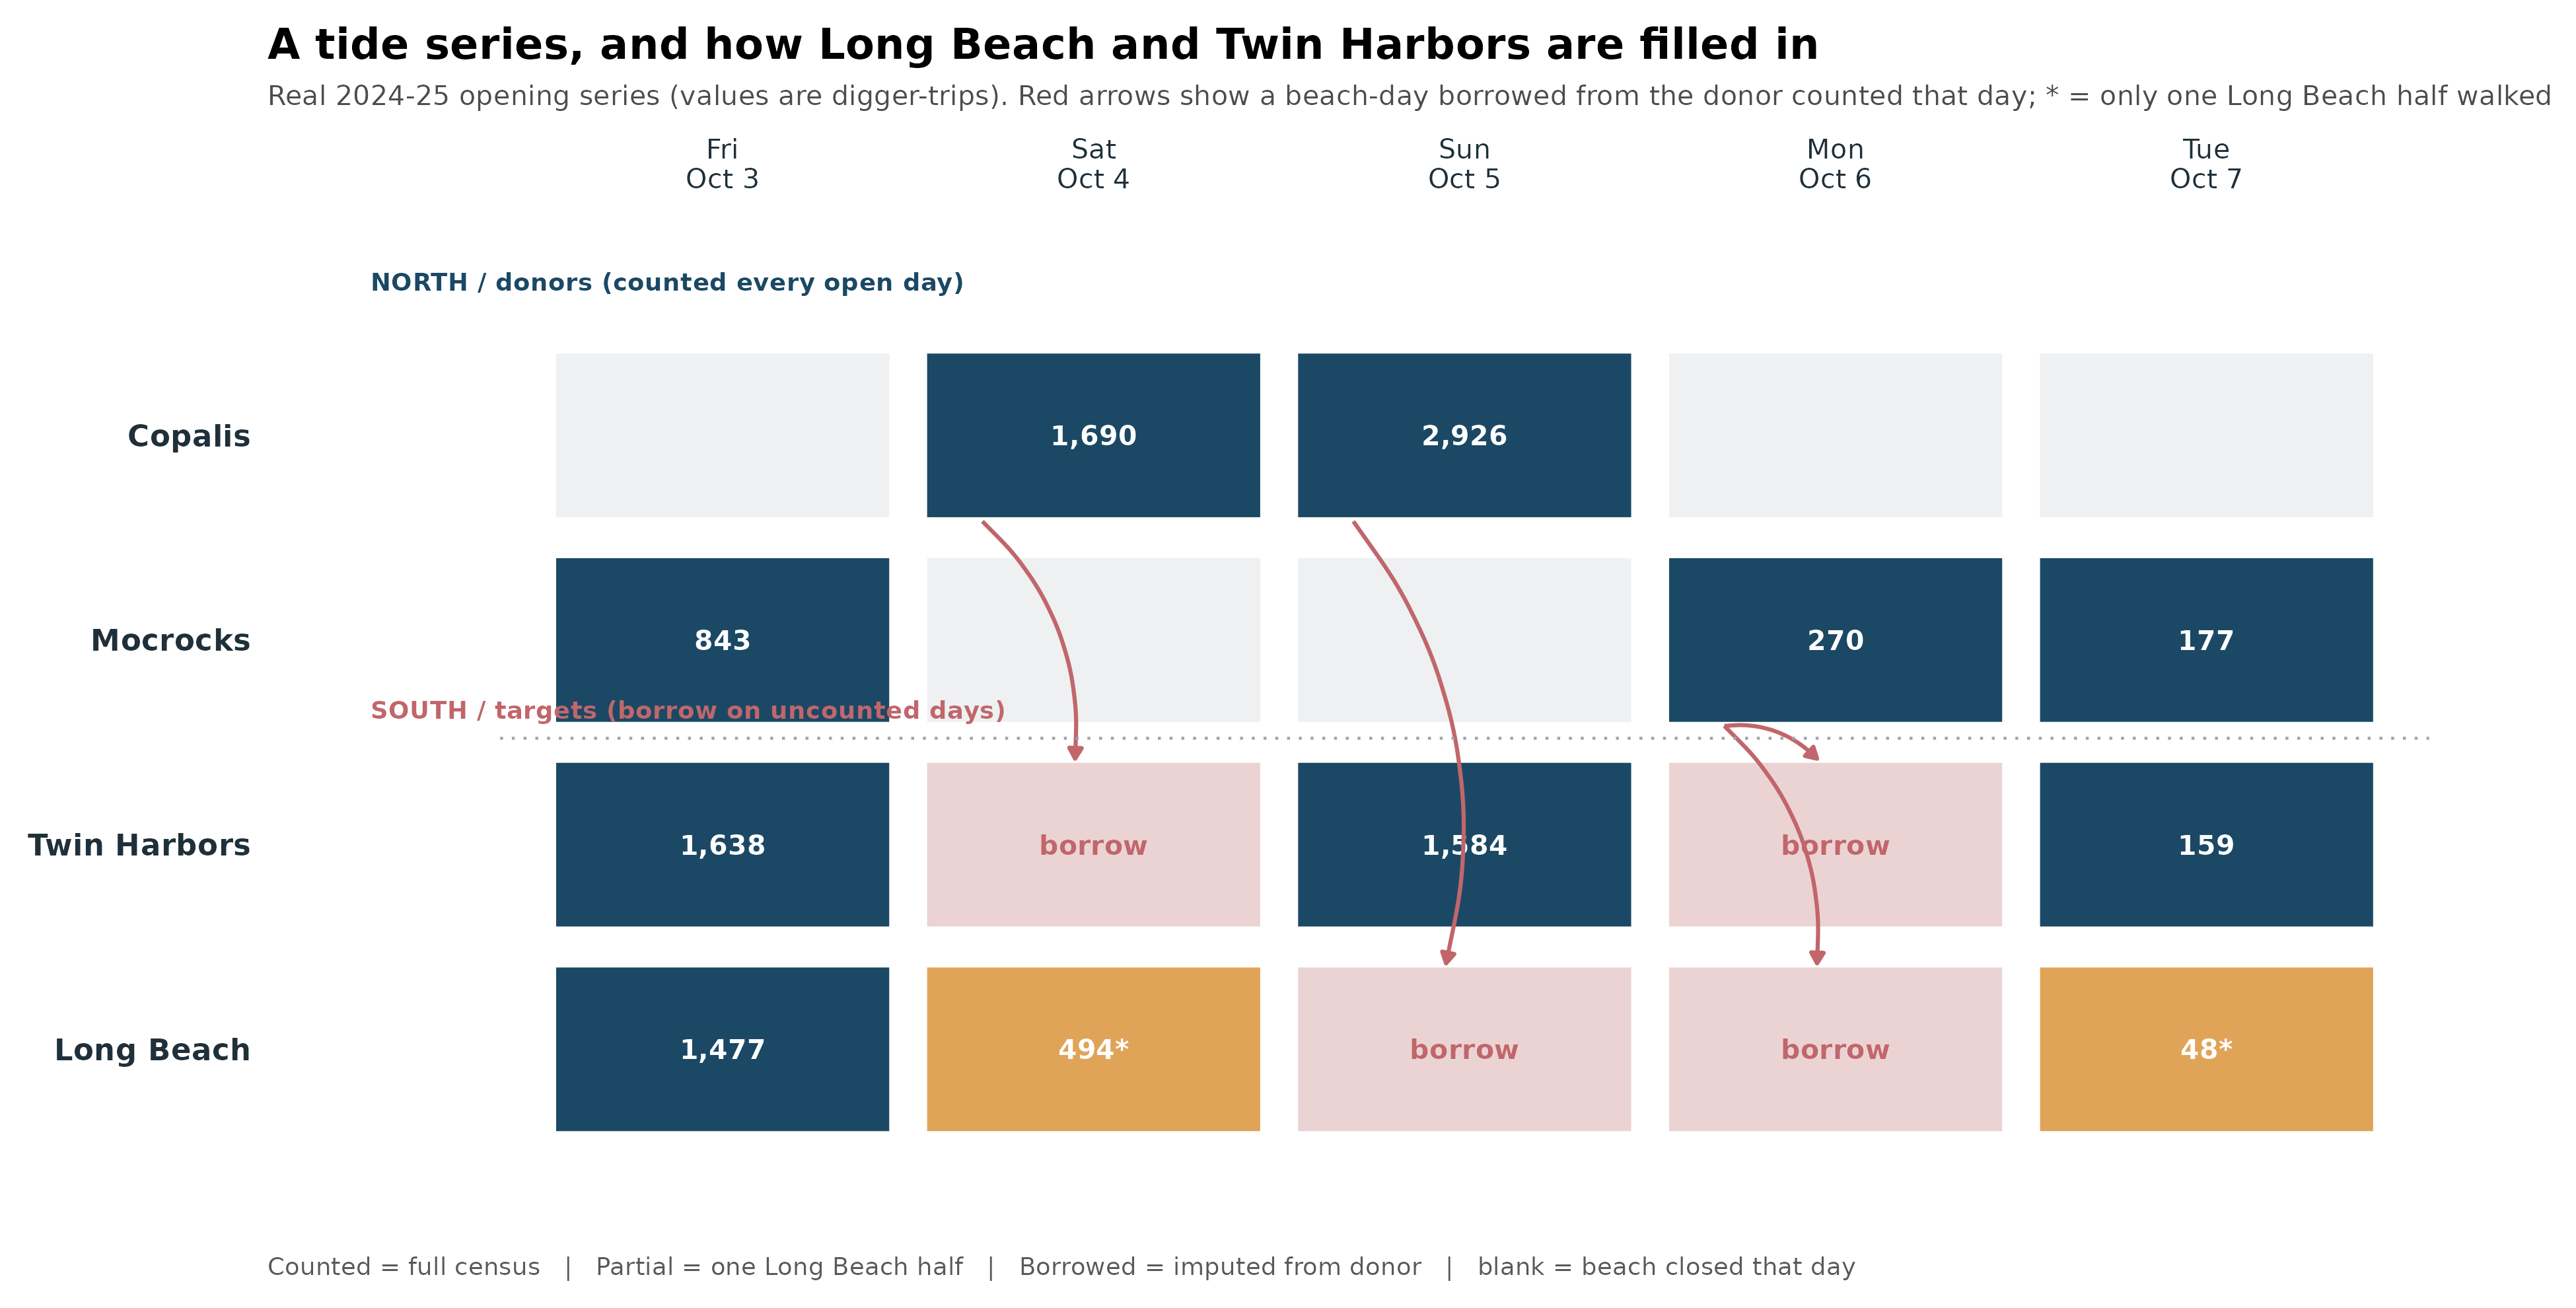 A tide series, and how Long Beach and Twin Harbors are filled in
Real 2024-25 opening series (values are digger-trips). Red arrows show a beach-day borrowed from the donor counted that day; * = only one Long Beach half walked
Fri Sat Sun Mon Tue
Oct 3 Oct 4 Oct 5 Oct 6 Oct 7
NORTH / donors (counted every open day)
Copalis 1,690 2,926
Mocrocks 843 270 177
SOUTH / targets (borrow on uncounted days)
Twin Harbors 1,638 borrow 1,584 borrow 159
Long Beach 1,477 494* borrow borrow 48*
Counted = full census | Partial = one Long Beach half | Borrowed = imputed from donor | blank = beach closed that day